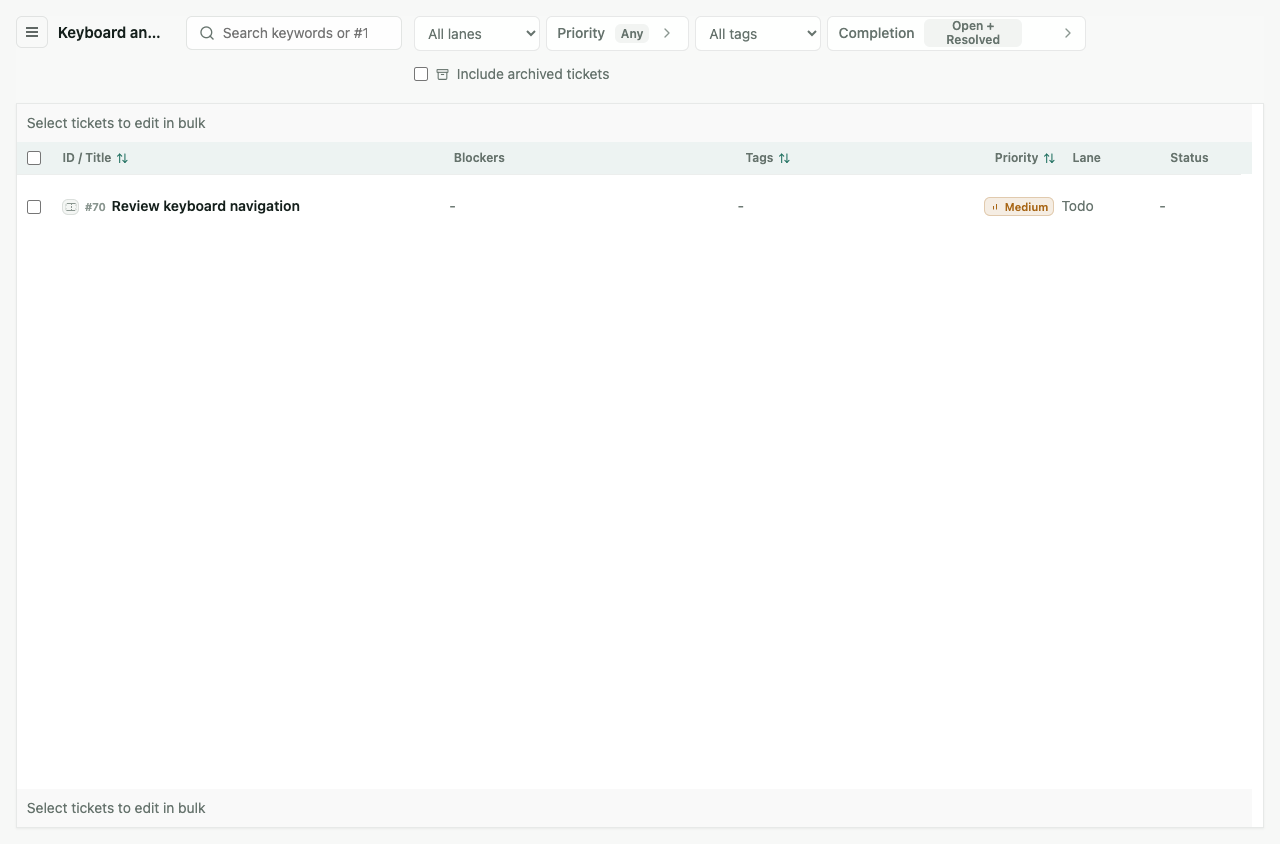 Keyboard an...
Search keywords or #1
All lanes
Priority Any
All tags
Completion Open + Resolved
Include archived tickets
Select tickets to edit in bulk
ID / Title Blockers Tags Priority Lane Status
#70 Review keyboard navigation - - Medium Todo -
Select tickets to edit in bulk